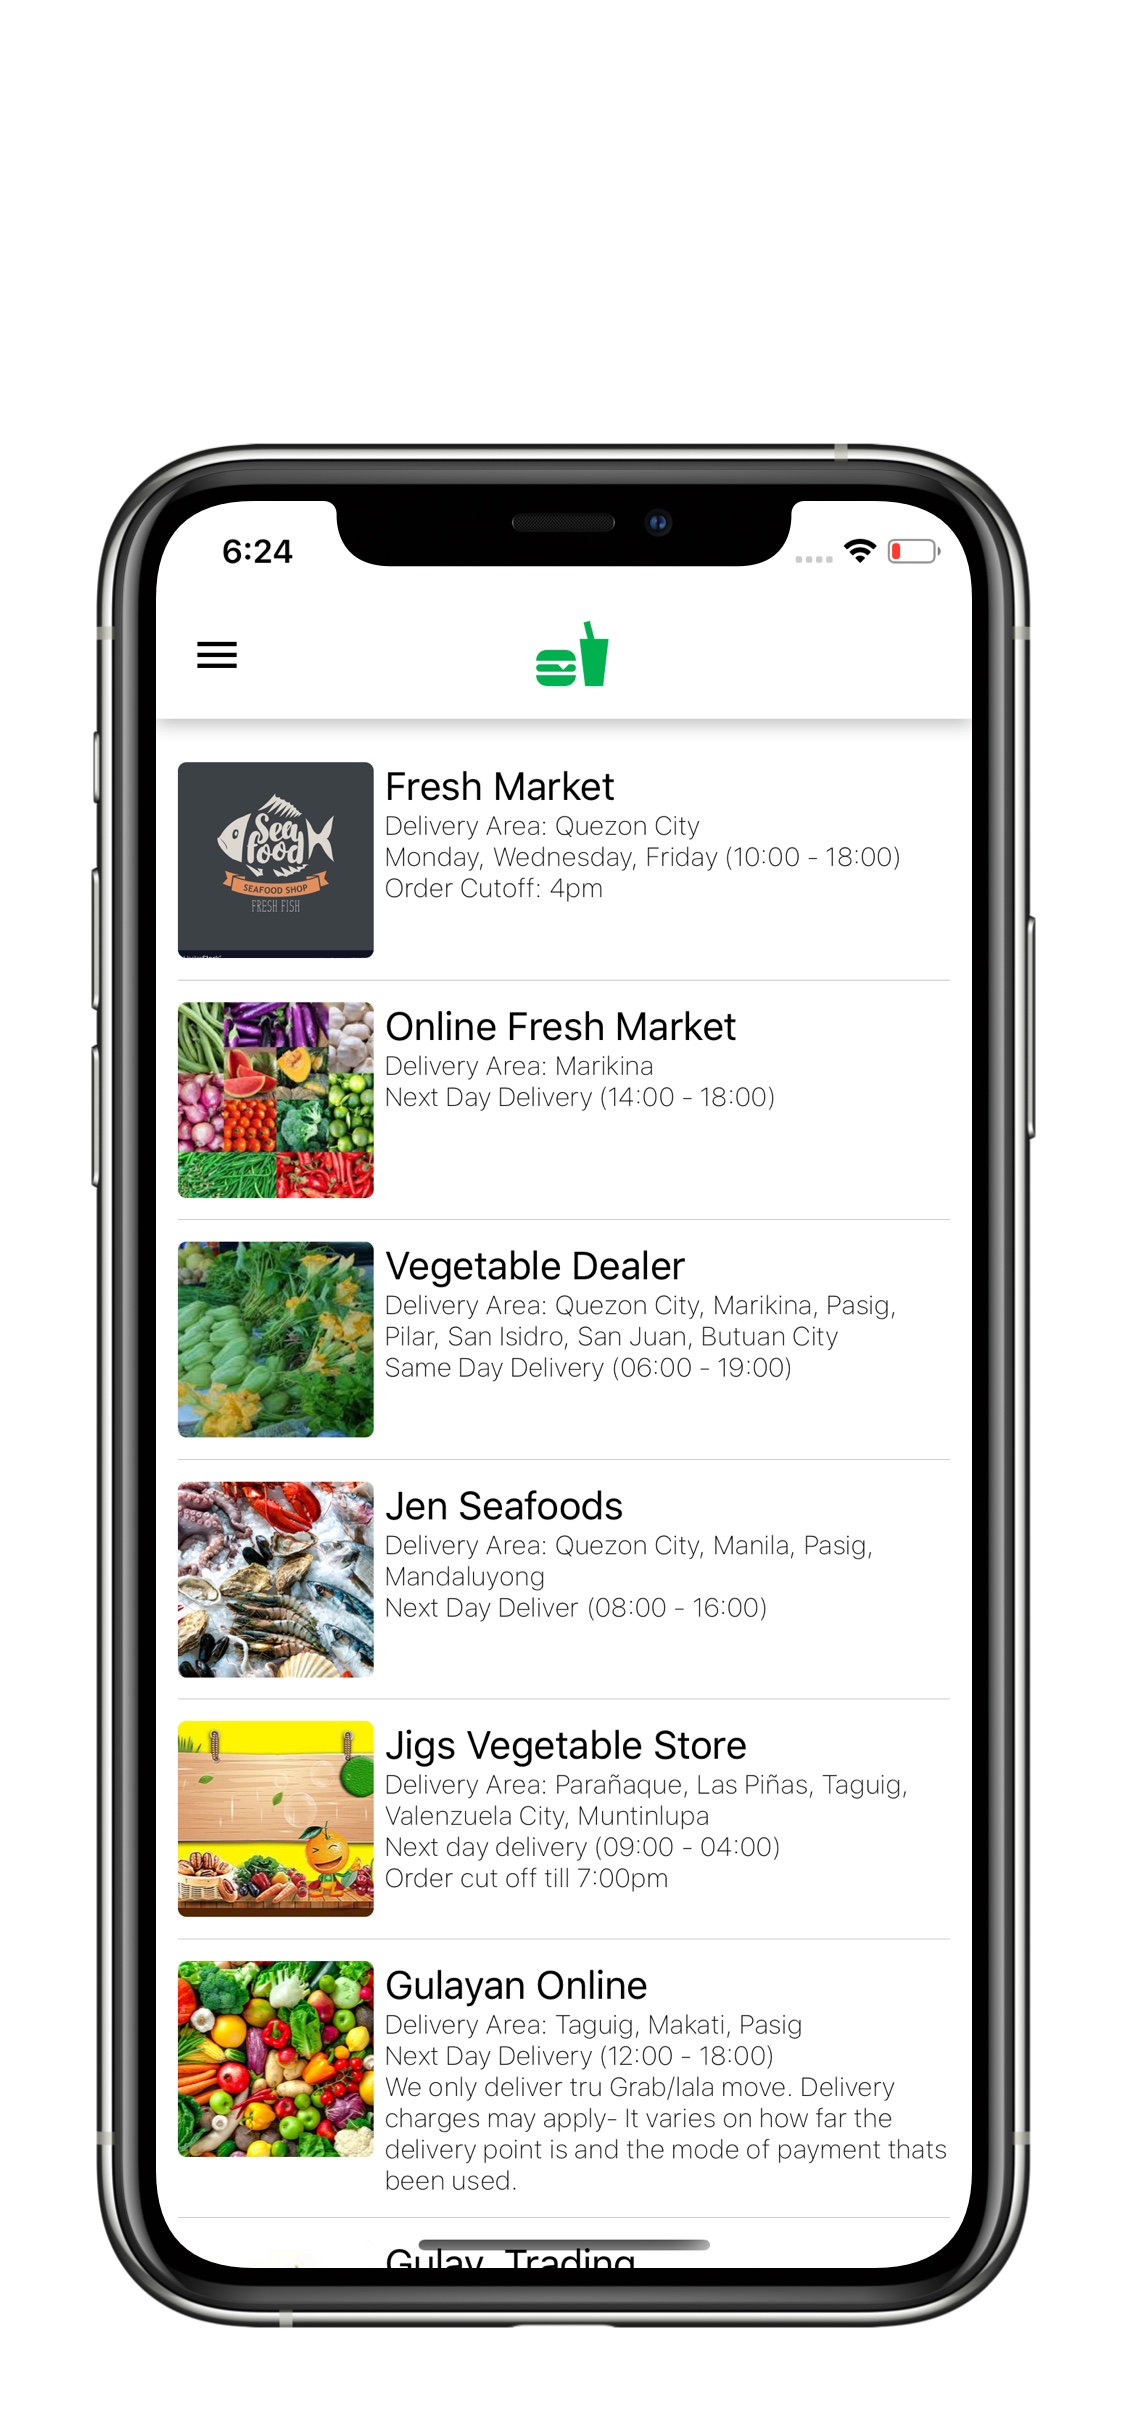 6:24
Sea
food
SEAFOOD SHOP
FRESH FISH
Fresh Market
Delivery Area: Quezon City
Monday, Wednesday, Friday (10:00 - 18:00)
Order Cutoff: 4pm
Online Fresh Market
Delivery Area: Marikina
Next Day Delivery (14:00 - 18:00)
Vegetable Dealer
Delivery Area: Quezon City, Marikina, Pasig,
Pilar, San Isidro, San Juan, Butuan City
Same Day Delivery (06:00 - 19:00)
Jen Seafoods
Delivery Area: Quezon City, Manila, Pasig,
Mandaluyong
Next Day Deliver (08:00 - 16:00)
Jigs Vegetable Store
Delivery Area: Parañaque, Las Piñas, Taguig,
Valenzuela City, Muntinlupa
Next day delivery (09:00 - 04:00)
Order cut off till 7:00pm
Gulayan Online
Delivery Area: Taguig, Makati, Pasig
Next Day Delivery (12:00 - 18:00)
We only deliver tru Grab/lala move. Delivery
charges may apply- It varies on how far the
delivery point is and the mode of payment thats
been used.
Gulay Trading